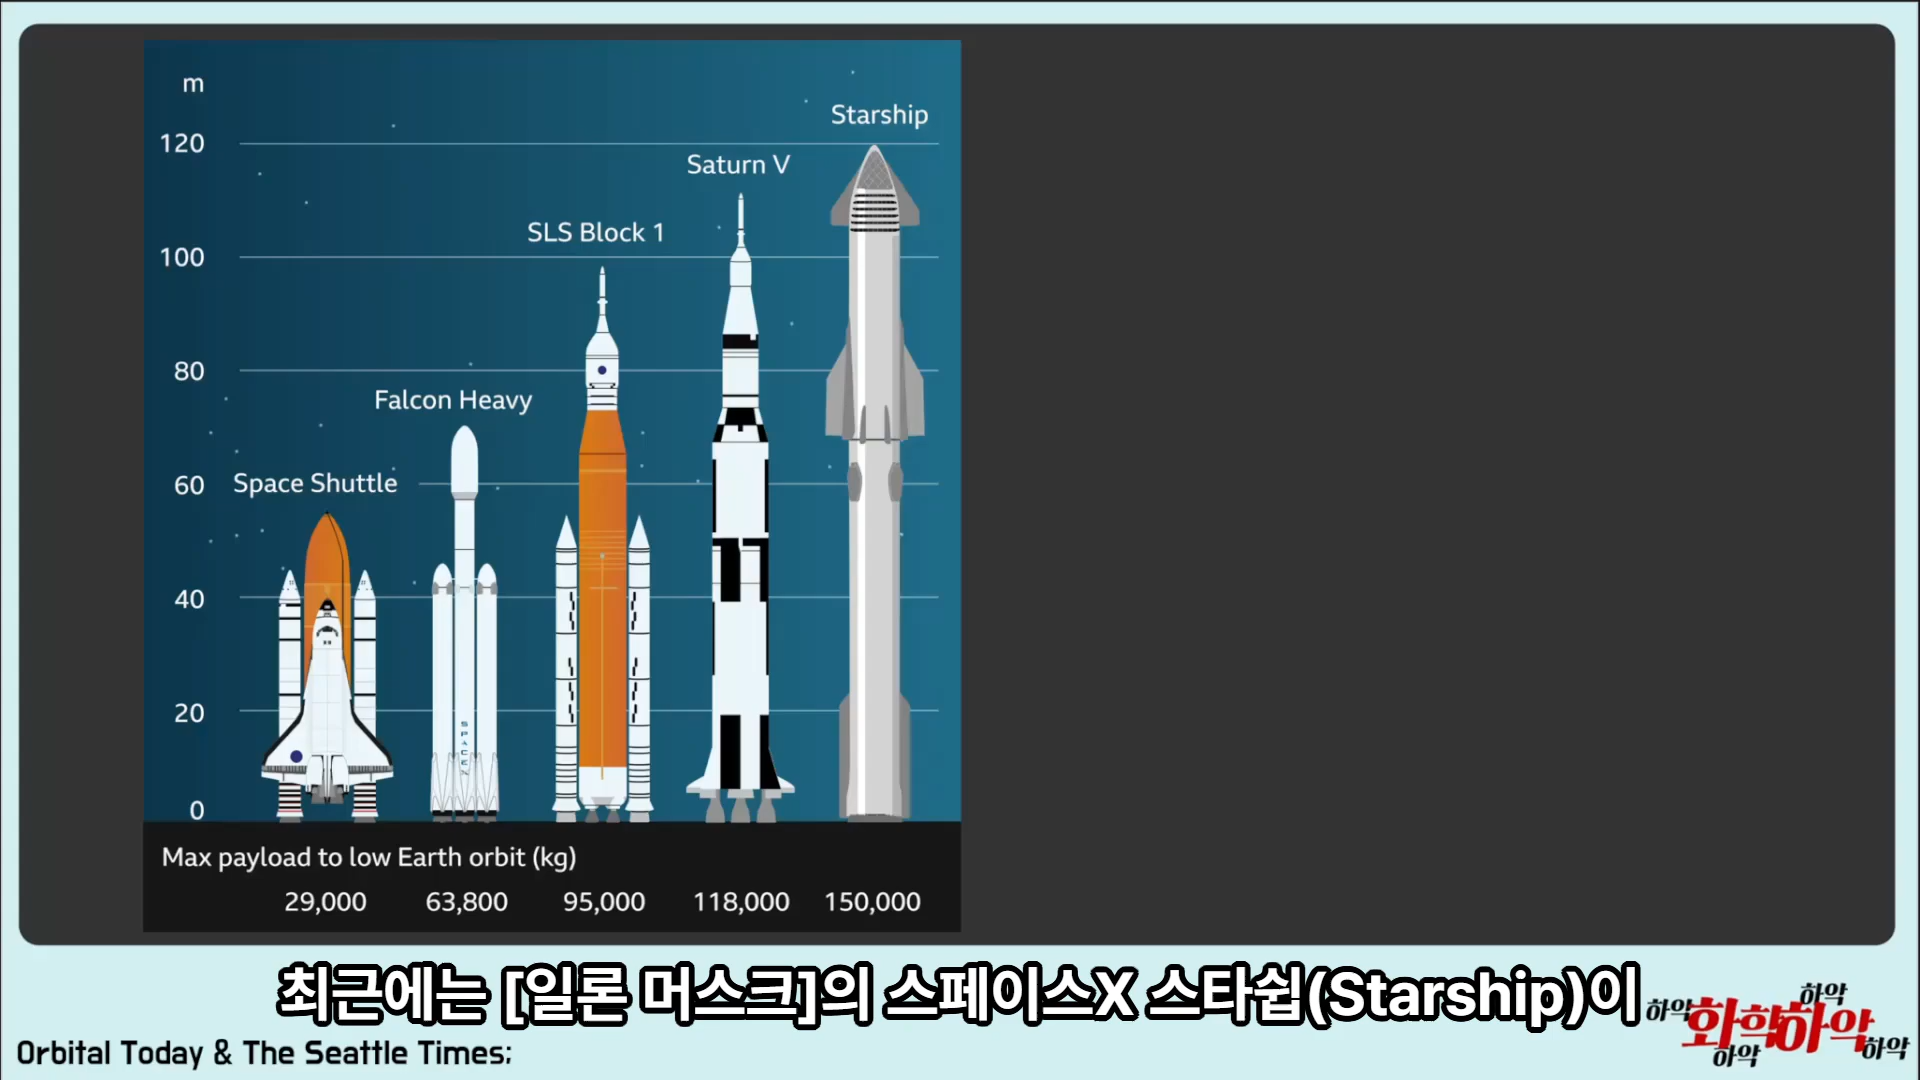 m
Starship
120
Saturn V
SLS Block 1
100
80
Falcon Heavy
60
Space Shuttle
40
20
SPACEX
0
Max payload to low Earth orbit (kg)
29,000 63,800 95,000 118,000 150,000
최근에는 [일론 머스크]의 스페이스X 스타쉽(Starship)이
하악 화학하악 하악
하악 하악
Orbital Today & The Seattle Times;